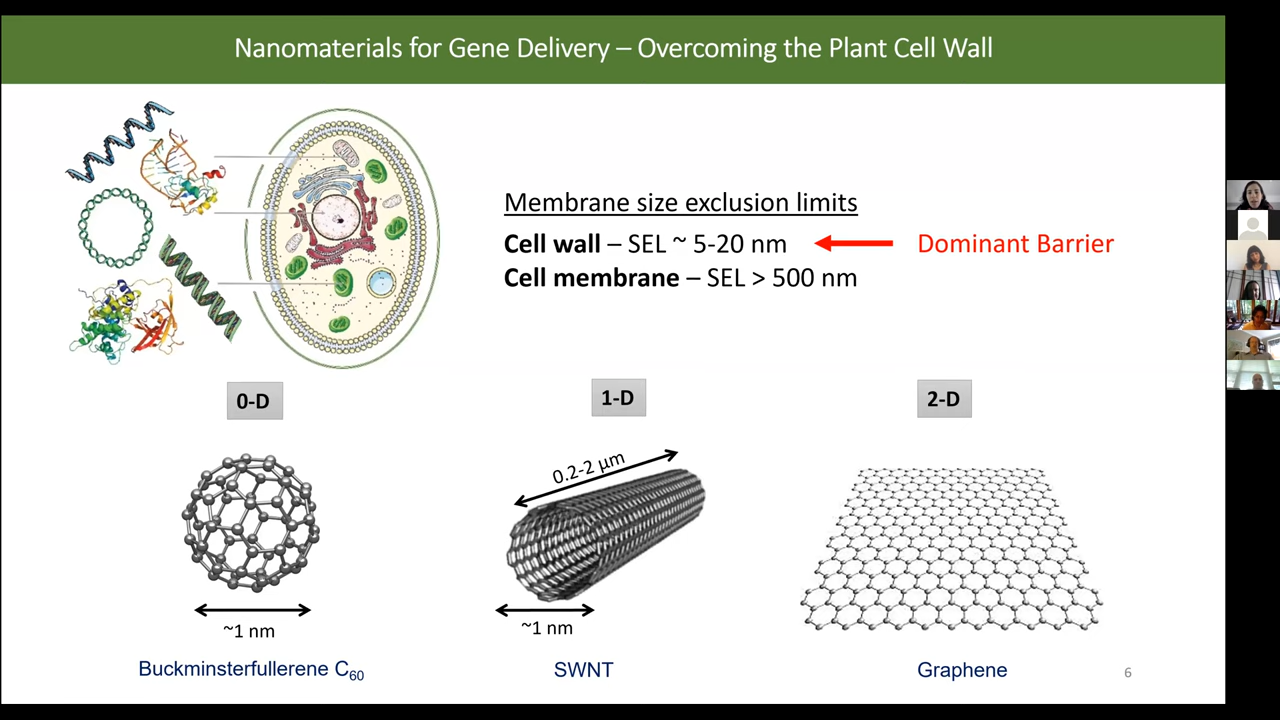 Nanomaterials for Gene Delivery – Overcoming the Plant Cell Wall
Membrane size exclusion limits
Cell wall – SEL ~ 5-20 nm
Dominant Barrier
Cell membrane – SEL > 500 nm
0-D
1-D
2-D
0.2-2 μm
~1 nm
~1 nm
Buckminsterfullerene C60
SWNT
Graphene
6